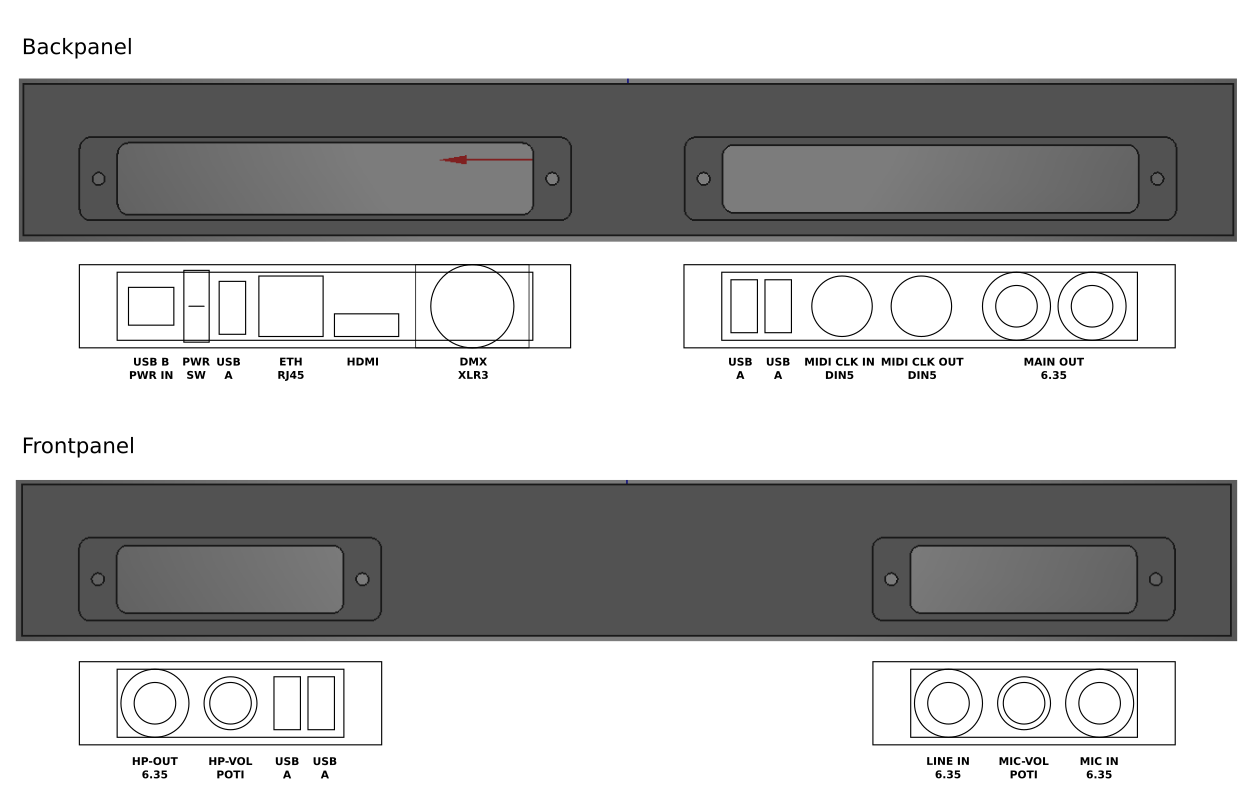 Backpanel
USB B PWR USB ETH HDMI DMX
PWR IN SW A RJ45 XLR3
USB USB MIDI CLK IN MIDI CLK OUT MAIN OUT
A A DIN5 DIN5 6.35
Frontpanel
HP-OUT HP-VOL USB USB
6.35 POTI A A
LINE IN MIC-VOL MIC IN
6.35 POTI 6.35